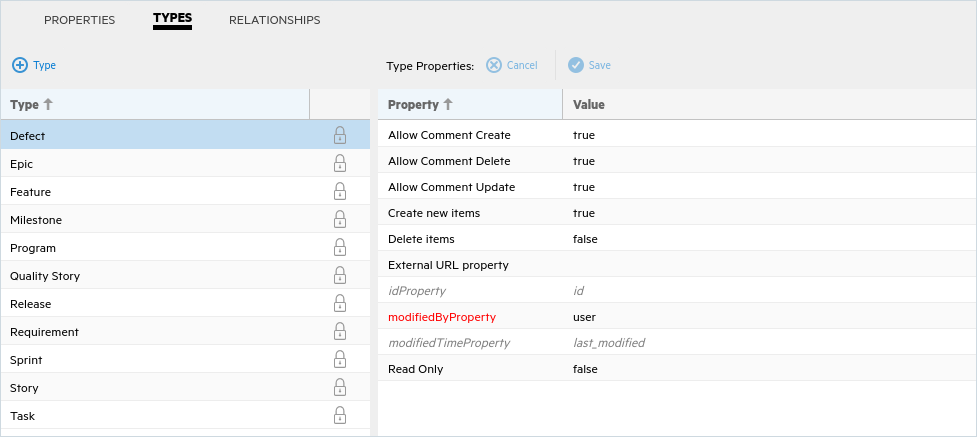 PROPERTIES TYPES RELATIONSHIPS
Type
Type Properties: Cancel Save
Type
Defect
Epic
Feature
Milestone
Program
Quality Story
Release
Requirement
Sprint
Story
Task
Property Value
Allow Comment Create true
Allow Comment Delete true
Allow Comment Update true
Create new items true
Delete items false
External URL property
idProperty id
modifiedByProperty user
modifiedTimeProperty last_modified
Read Only false